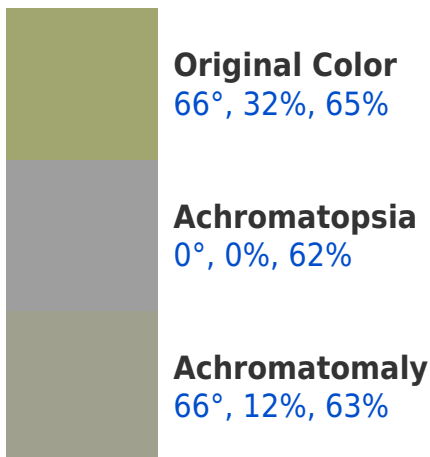 Original Color
66°, 32%, 65%
Achromatopsia
0°, 0%, 62%
Achromatomaly
66°, 12%, 63%